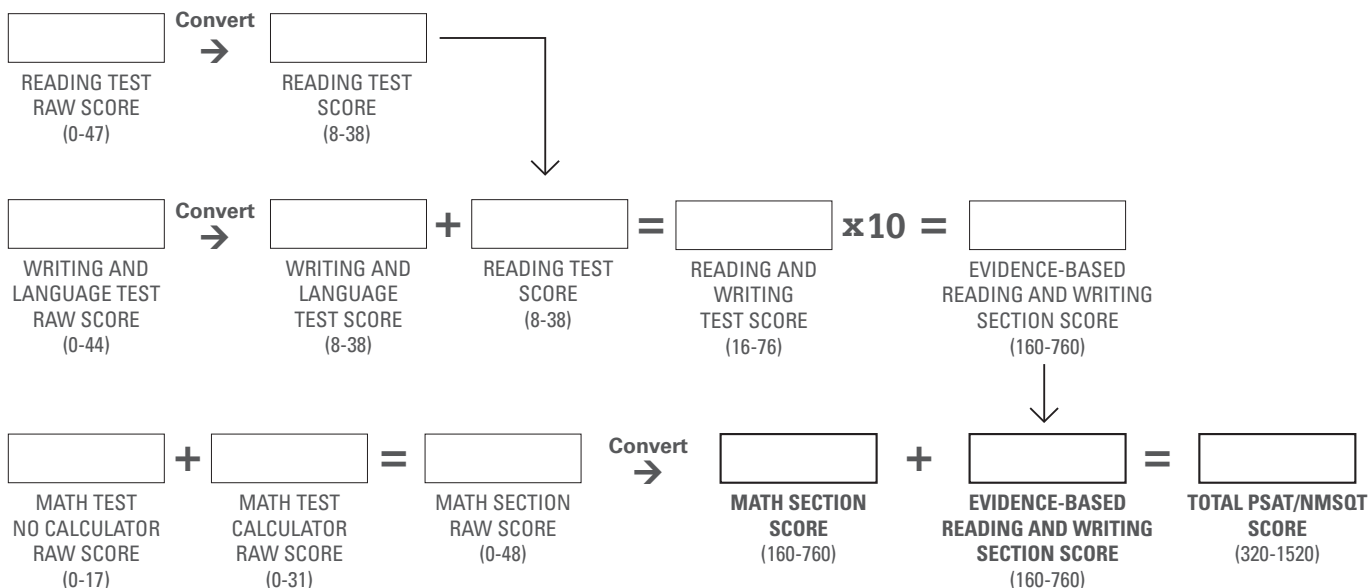 Convert
→
READING TEST
RAW SCORE
(0-47)
READING TEST
SCORE
(8-38)
Convert
→
+
=
x10 =
WRITING AND
LANGUAGE TEST
RAW SCORE
(0-44)
WRITING AND
LANGUAGE
TEST SCORE
(8-38)
READING TEST
SCORE
(8-38)
READING AND
WRITING
TEST SCORE
(16-76)
EVIDENCE-BASED
READING AND WRITING
SECTION SCORE
(160-760)
+
=
Convert
→
+
=
MATH TEST
NO CALCULATOR
RAW SCORE
(0-17)
MATH TEST
CALCULATOR
RAW SCORE
(0-31)
MATH SECTION
RAW SCORE
(0-48)
MATH SECTION
SCORE
(160-760)
EVIDENCE-BASED
READING AND WRITING
SECTION SCORE
(160-760)
TOTAL PSAT/NMSQT
SCORE
(320-1520)